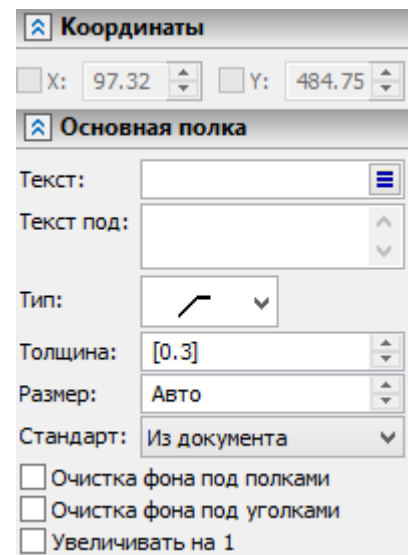 Координаты
X: 97.32 Y: 484.75
Основная полка
Текст:
Текст под:
Тип:
Толщина: [0.3]
Размер: Авто
Стандарт: Из документа
Очистка фона под полками
Очистка фона под уголками
Увеличивать на 1